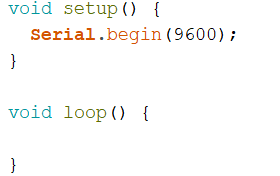 void setup() {
  Serial.begin(9600);
}

void loop() {

}